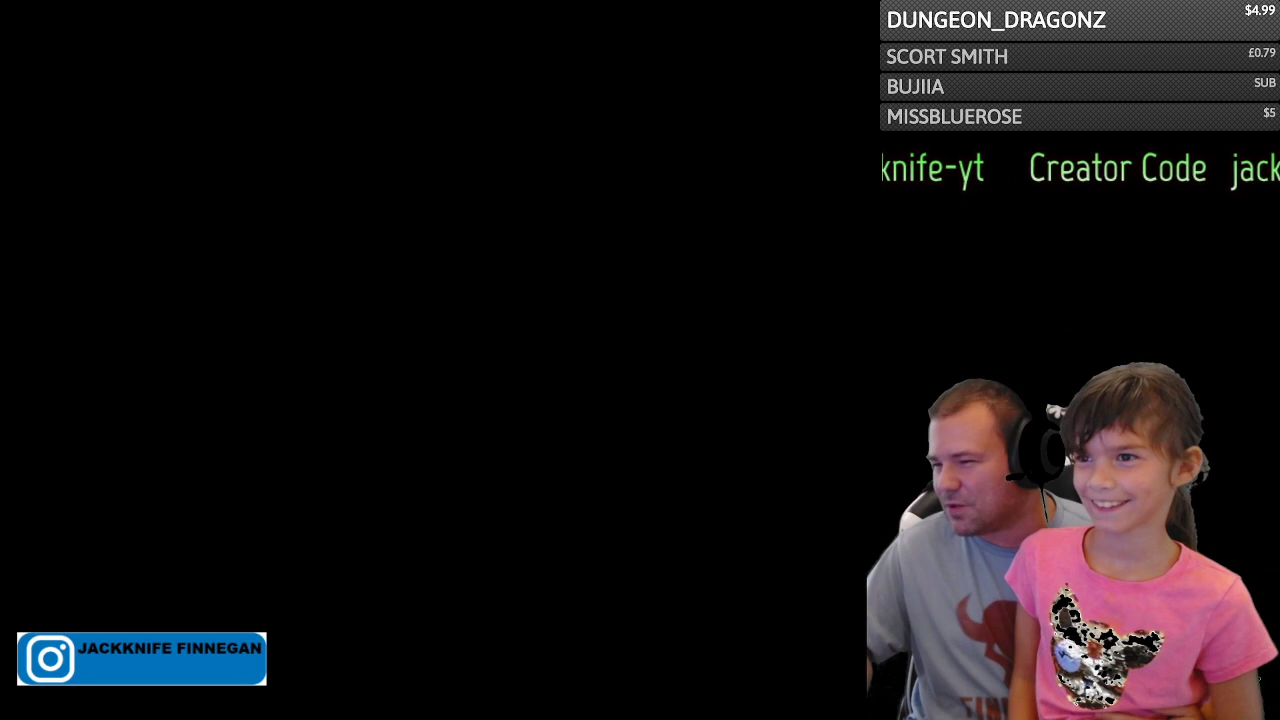 DUNGEON_DRAGONZ $4.99
SCORT SMITH £0.79
BUJIIA SUB
MISSBLUEROSE $5
knife-yt Creator Code jack
JACKKNIFE FINNEGAN